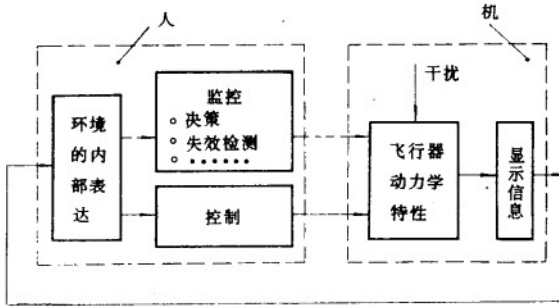 人
机
环境
的内
部表
达
监控
决策
失效检测
......
控制
干扰
飞行器
动力学
特性
显示信息